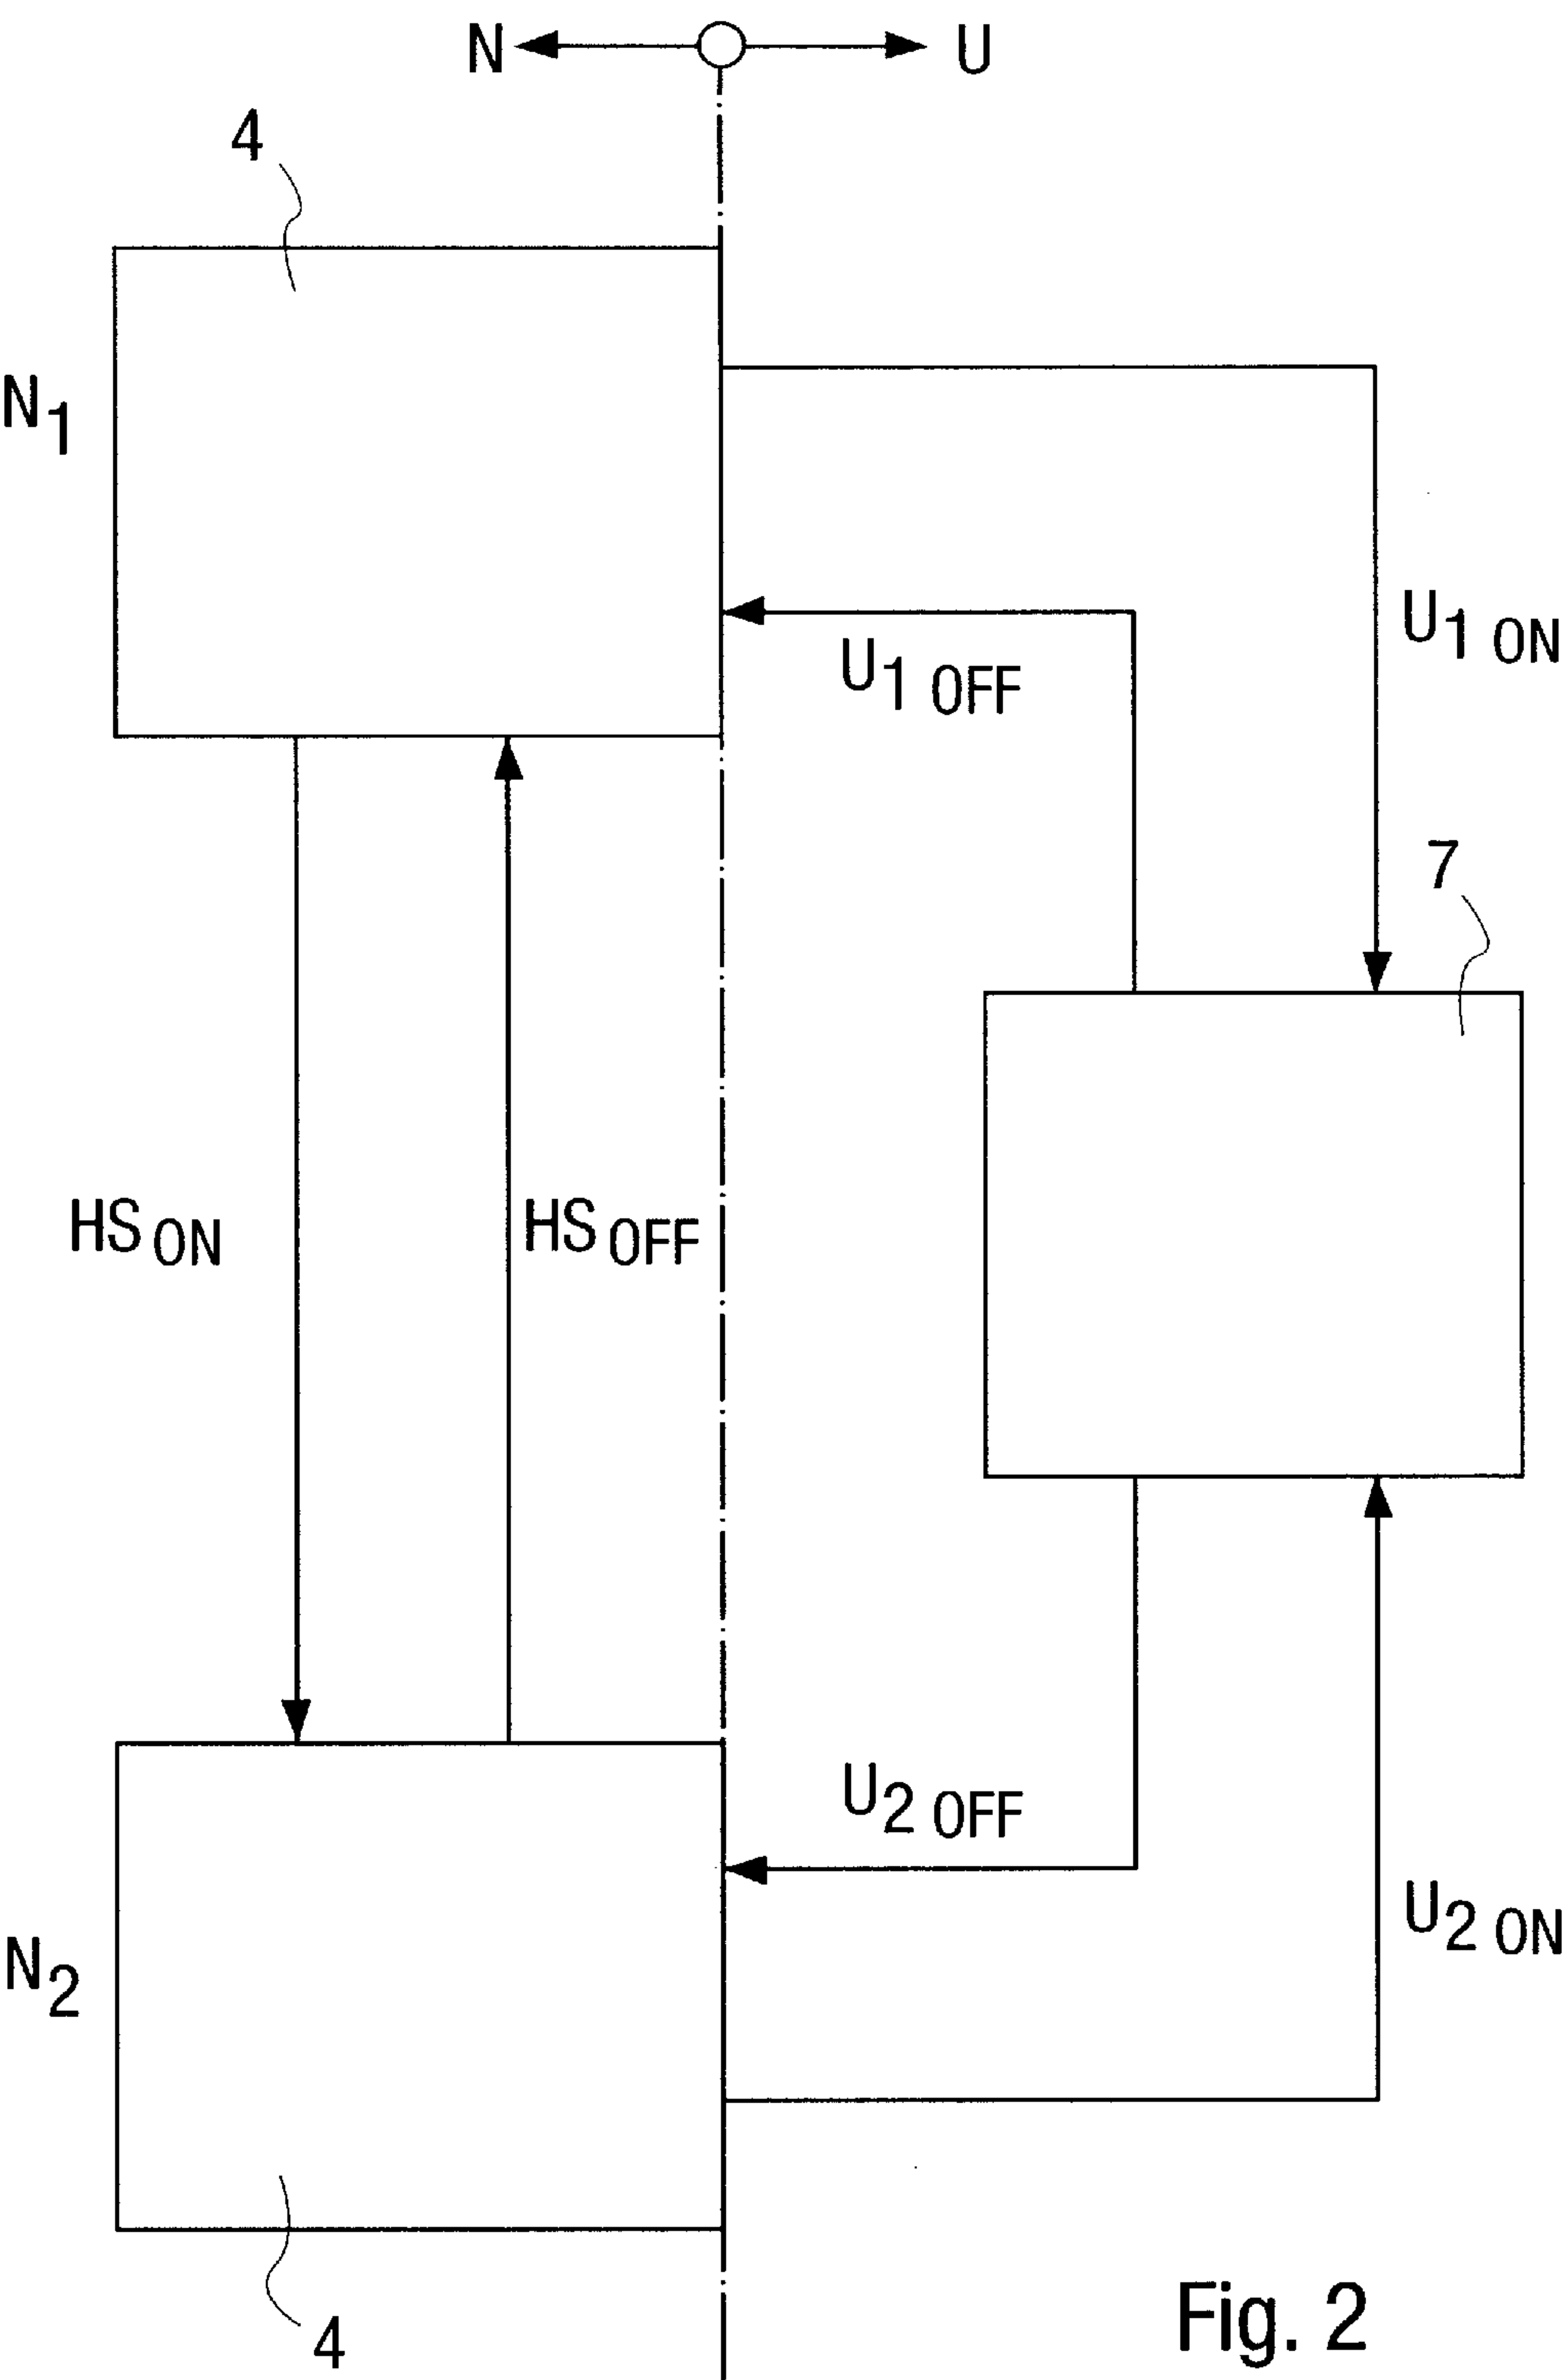 N U
4
N1
U1 ON
U1 OFF
7
HS ON
HS OFF
U2 OFF
U2 ON
N2
4
Fig. 2